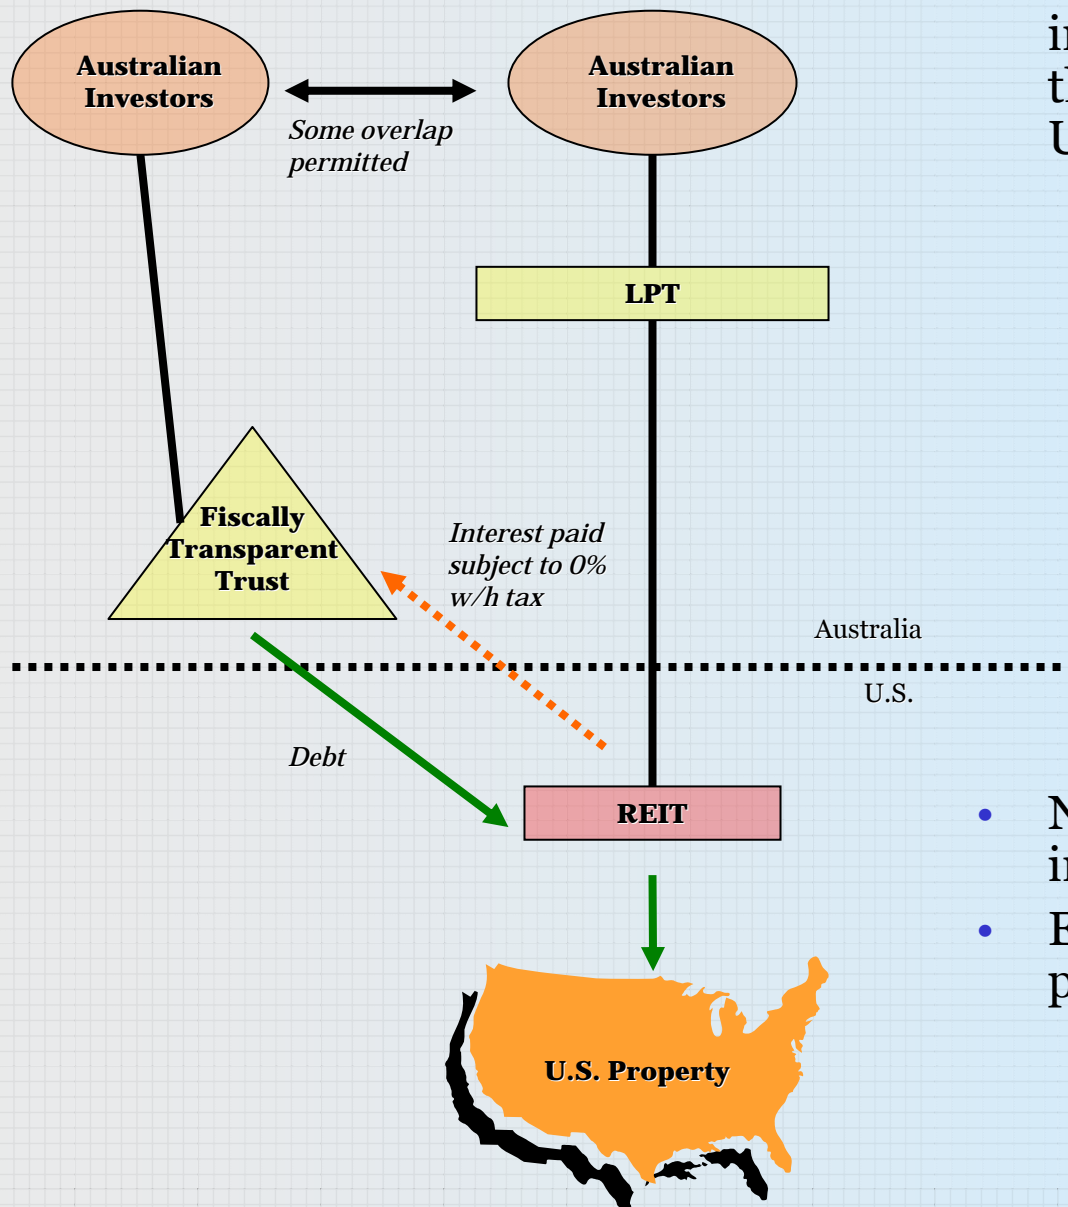 Australian
Investors
Australian
Investors
Some overlap
permitted
LPT
Fiscally
Transparent
Trust
Interest paid
subject to 0%
w/h tax
Australia
U.S.
Debt
REIT
U.S. Property